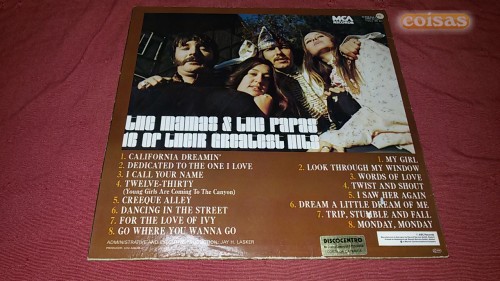 coisas
MCA
RECORDS
the mamas & the papas
16 of their greatest hits
1. CALIFORNIA DREAMIN'
2. DEDICATED TO THE ONE I LOVE
3. I CALL YOUR NAME
4. TWELVE-THIRTY
(Young Girls Are Coming To The Canyon)
5. CREEQUE ALLEY
6. DANCING IN THE STREET
7. FOR THE LOVE OF IVY
8. GO WHERE YOU WANNA GO
1. MY GIRL
2. LOOK THROUGH MY WINDOW
3. WORDS OF LOVE
4. TWIST AND SHOUT
5. I SAW HER AGAIN
6. DREAM A LITTLE DREAM OF ME
7. TRIP, STUMBLE AND FALL
8. MONDAY, MONDAY
DISCOCENTRO
ADMINISTRATIVE AND JAY H. LASKER